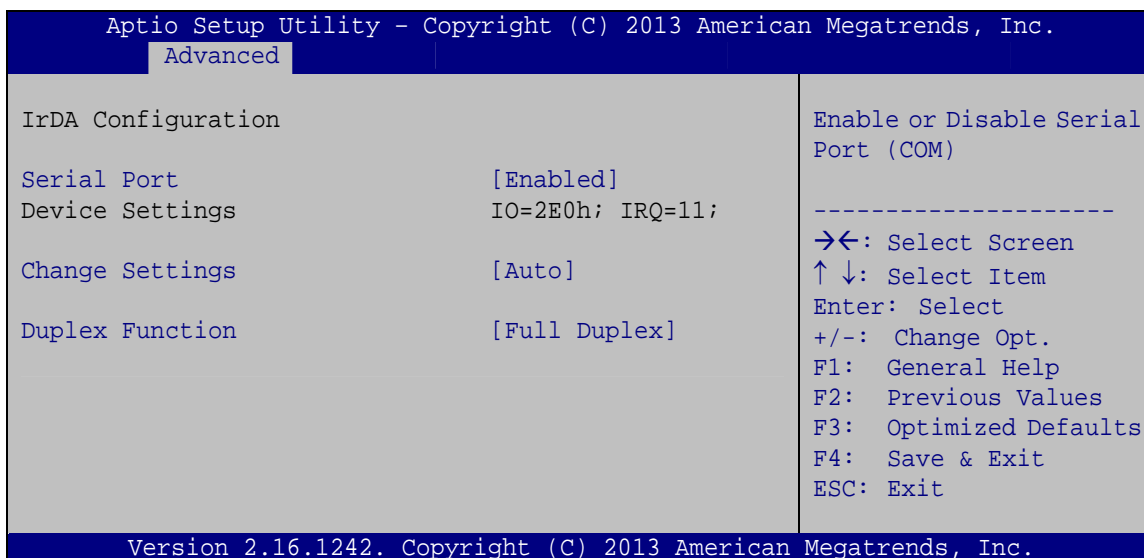 Aptio Setup Utility – Copyright (C) 2013 American Megatrends, Inc.
Advanced
IrDA Configuration
Serial Port [Enabled]
Device Settings IO=2E0h; IRQ=11;
Change Settings [Auto]
Duplex Function [Full Duplex]
Enable or Disable Serial
Port (COM)
---------------------
→←: Select Screen
↑ ↓: Select Item
Enter: Select
+/-: Change Opt.
F1: General Help
F2: Previous Values
F3: Optimized Defaults
F4: Save & Exit
ESC: Exit
Version 2.16.1242. Copyright (C) 2013 American Megatrends, Inc.